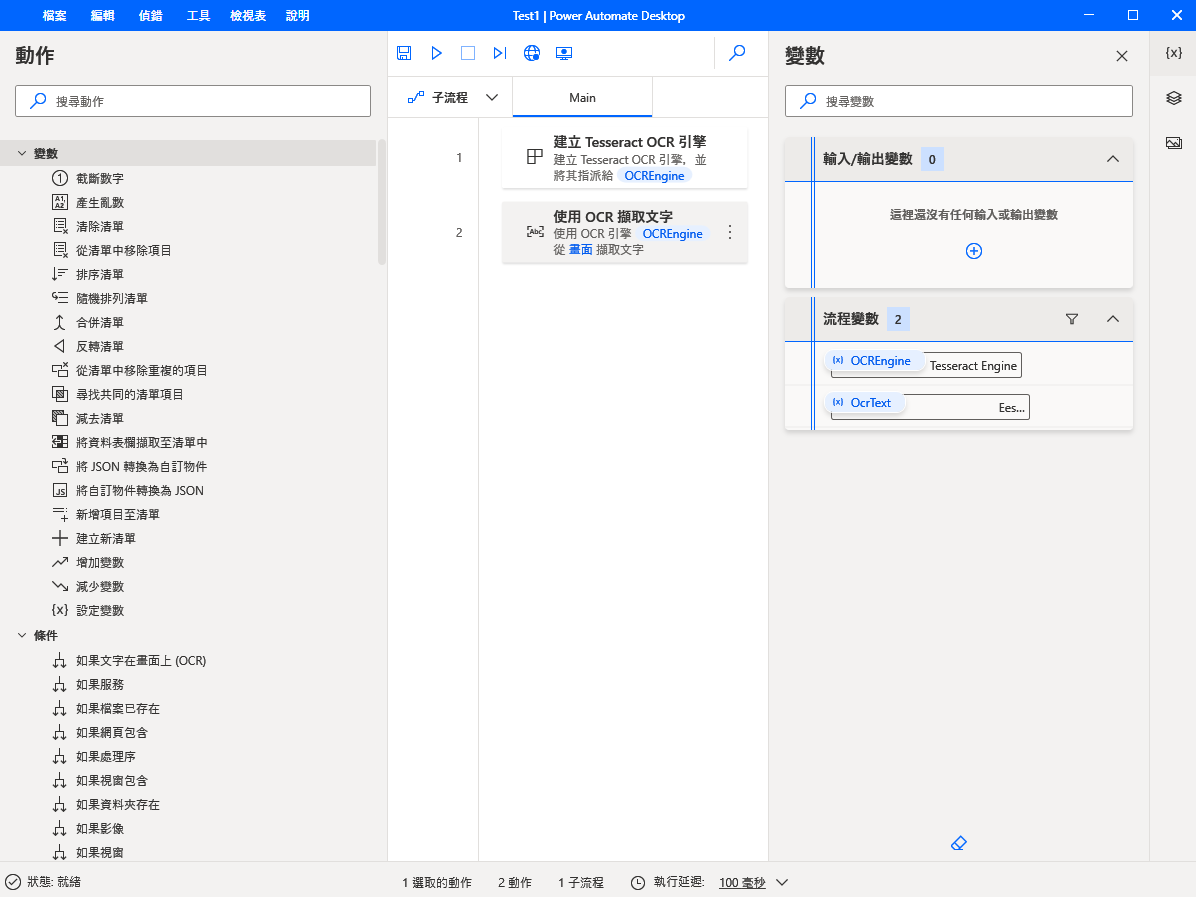 檔案 編輯 偵錯 工具 檢視表 說明 Test1 | Power Automate Desktop
動作
搜尋動作
變數
截斷數字
產生亂數
清除清單
從清單中移除項目
排序清單
隨機排列清單
合併清單
反轉清單
從清單中移除重複的項目
尋找共同的清單項目
減去清單
將資料表欄擷取至清單中
將 JSON 轉換為自訂物件
將自訂物件轉換為 JSON
新增項目至清單
建立新清單
增加變數
減少變數
{x} 設定變數
條件
如果文字在畫面上 (OCR)
如果服務
如果檔案已存在
如果網頁包含
如果處理序
如果視窗包含
如果資料夾存在
如果影像
如果視窗
子流程 Main
1 建立 Tesseract OCR 引擎
建立 Tesseract OCR 引擎，並
將其指派給 OCREngine
2 使用 OCR 擷取文字
使用 OCR 引擎 OCREngine
從 畫面 擷取文字
變數
{x}
搜尋變數
輸入/輸出變數 0
這裡還沒有任何輸入或輸出變數
流程變數 2
(x) OCREngine Tesseract Engine
(x) OcrText Ees...
狀態: 就緒 1 選取的動作 2 動作 1 子流程 執行延遲: 100 毫秒